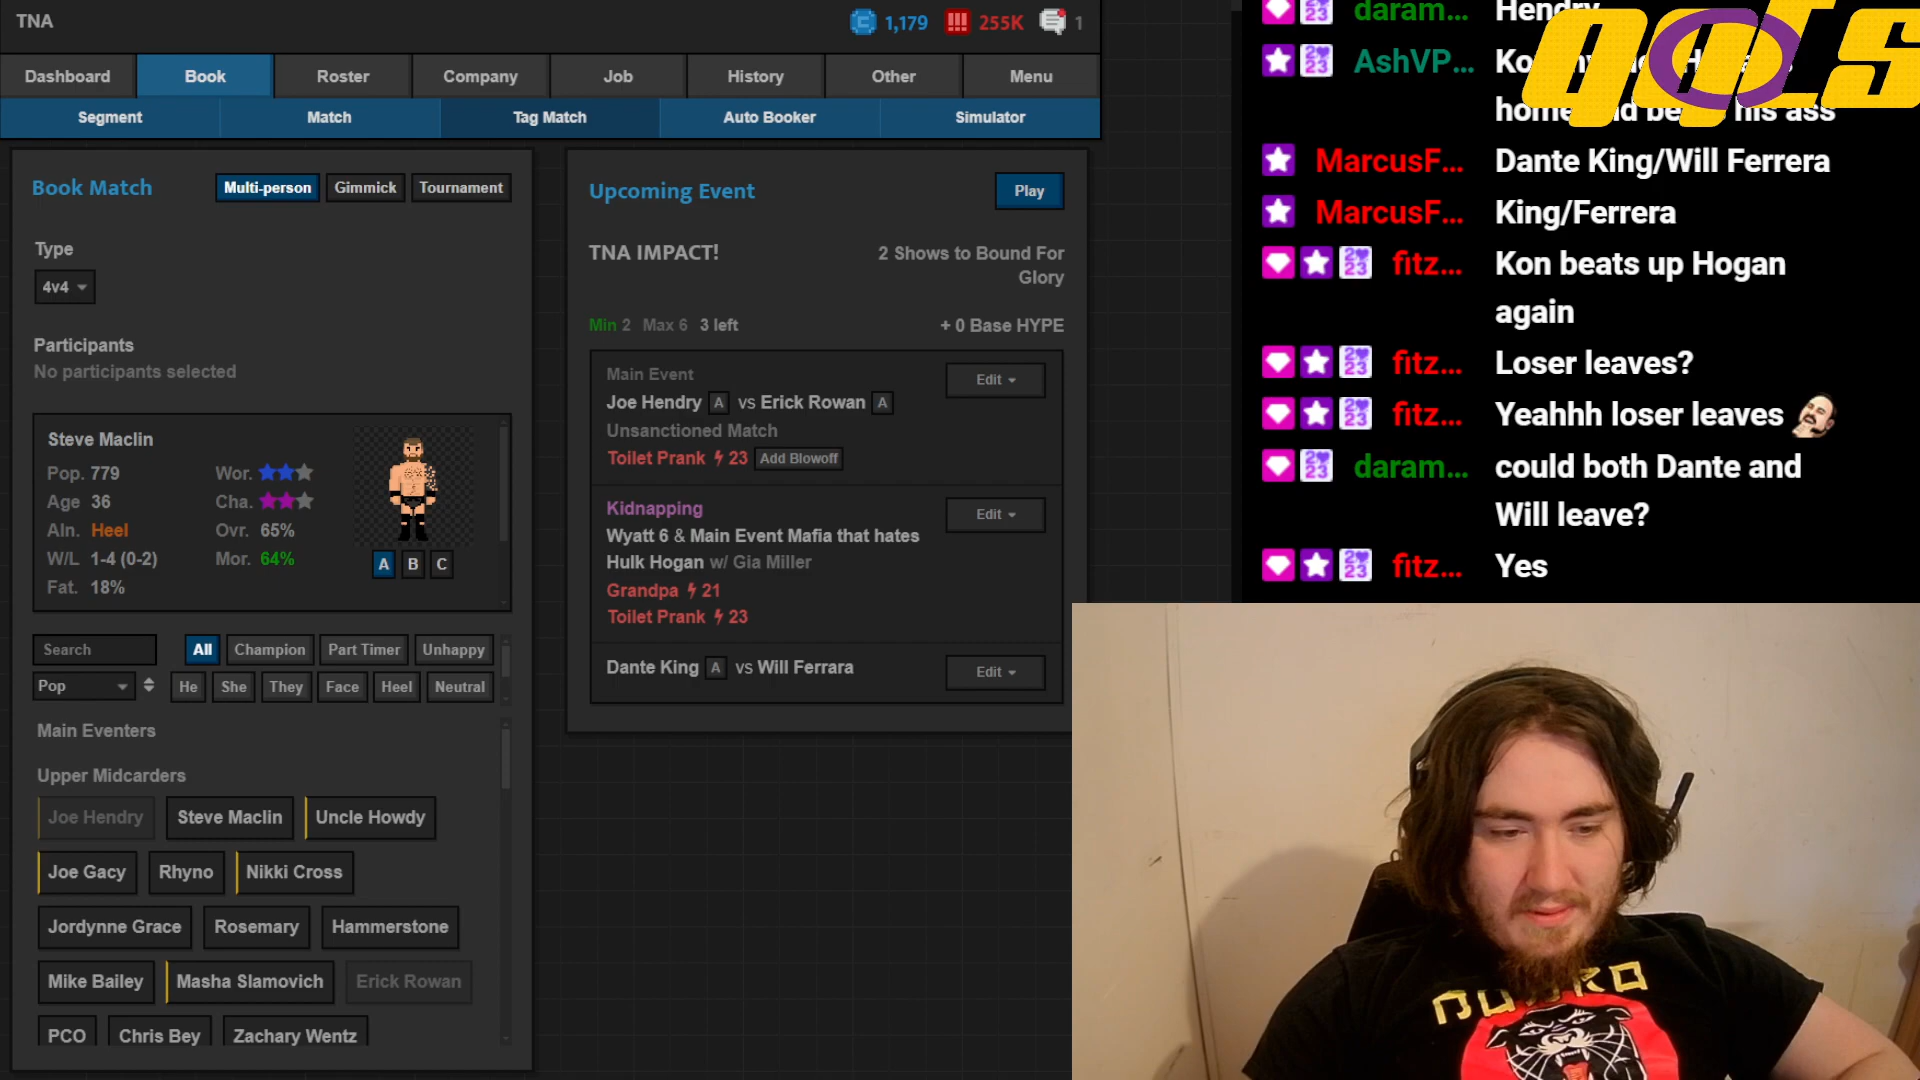 TNA
1,179
255K
1
Dashboard
Book
Roster
Company
Job
History
Other
Menu
Segment
Match
Tag Match
Auto Booker
Simulator
Book Match
Multi-person
Gimmick
Tournament
Type
4v4
Participants
No participants selected
Steve Maclin
Pop. 779
Wor.
Age 36
Cha.
Aln. Heel
Ovr. 65%
W/L 1-4 (0-2)
Mor. 64%
Fat. 18%
A
B
C
Search
All
Champion
Part Timer
Unhappy
Pop
He
She
They
Face
Heel
Neutral
Main Eventers
Upper Midcarders
Joe Hendry
Steve Maclin
Uncle Howdy
Joe Gacy
Rhyno
Nikki Cross
Jordynne Grace
Rosemary
Hammerstone
Mike Bailey
Masha Slamovich
Erick Rowan
PCO
Chris Bey
Zachary Wentz
Upcoming Event
Play
TNA IMPACT!
2 Shows to Bound For
Glory
Min 2 Max 6 3 left
+ 0 Base HYPE
Main Event
Joe Hendry A vs Erick Rowan A
Unsanctioned Match
Toilet Prank 23 Add Blowoff
Edit
Kidnapping
Wyatt 6 & Main Event Mafia that hates
Hulk Hogan w/ Gia Miller
Grandpa 21
Toilet Prank 23
Edit
Dante King A vs Will Ferrara
Edit
daram... Hendry
AshVP...
his ass
MarcusF... Dante King/Will Ferrera
MarcusF... King/Ferrera
fitz... Kon beats up Hogan
again
fitz... Loser leaves?
fitz... Yeahhh loser leaves
daram... could both Dante and
Will leave?
fitz... Yes